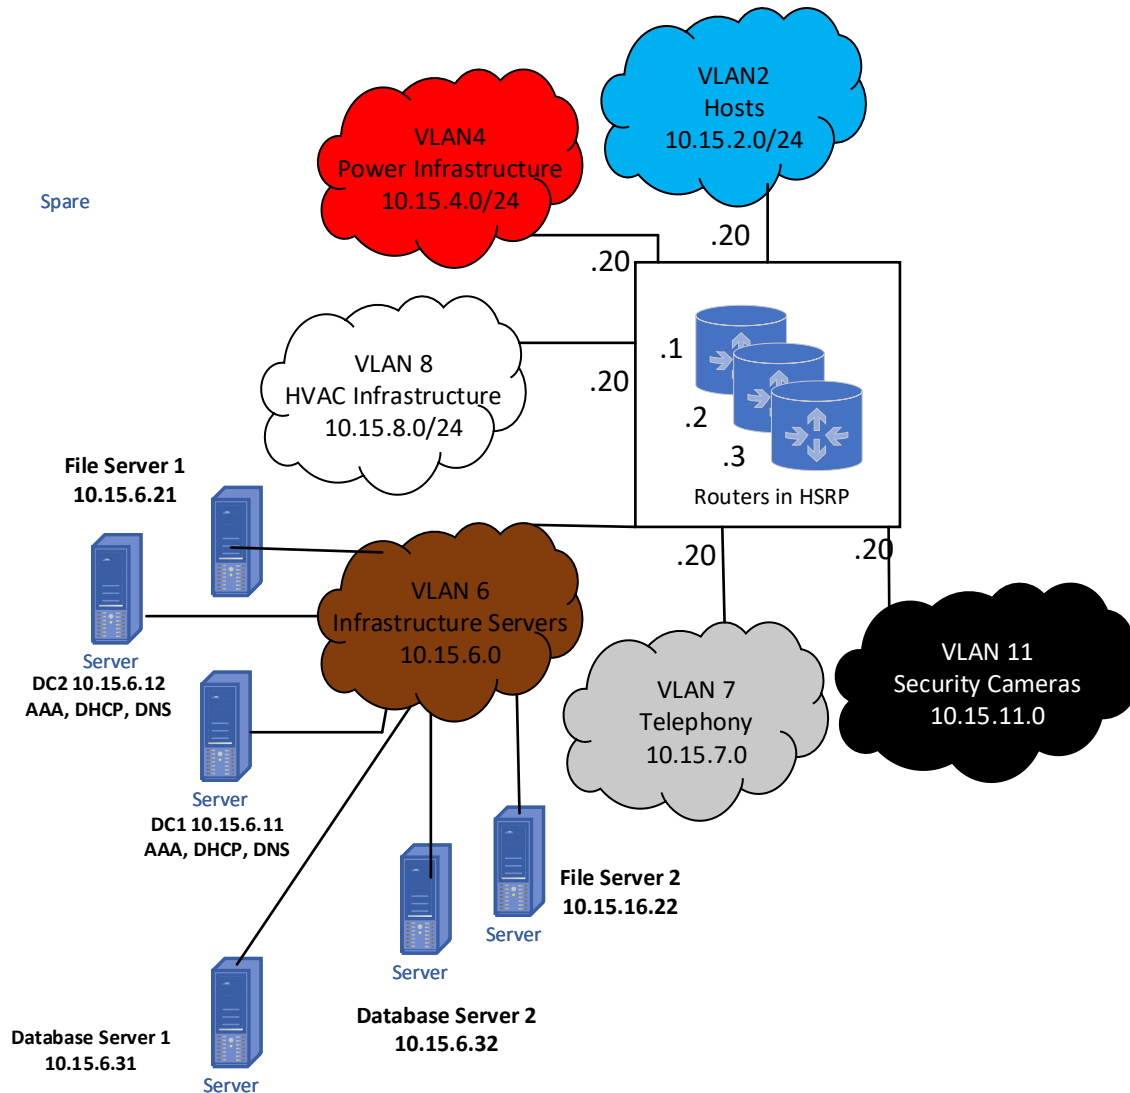 VLAN2
Hosts
10.15.2.0/24
VLAN4
Power Infrastructure
10.15.4.0/24
Spare
.20
.20
.1
.2
.3
Routers in HSRP
VLAN 8
HVAC Infrastructure
10.15.8.0/24
.20
File Server 1
10.15.6.21
.20
.20
VLAN 6
Infrastructure Servers
10.15.6.0
Server
DC2 10.15.6.12
AAA, DHCP, DNS
VLAN 7
Telephony
10.15.7.0
VLAN 11
Security Cameras
10.15.11.0
Server
DC1 10.15.6.11
AAA, DHCP, DNS
File Server 2
10.15.16.22
Server
Server
Database Server 2
10.15.6.32
Database Server 1
10.15.6.31
Server